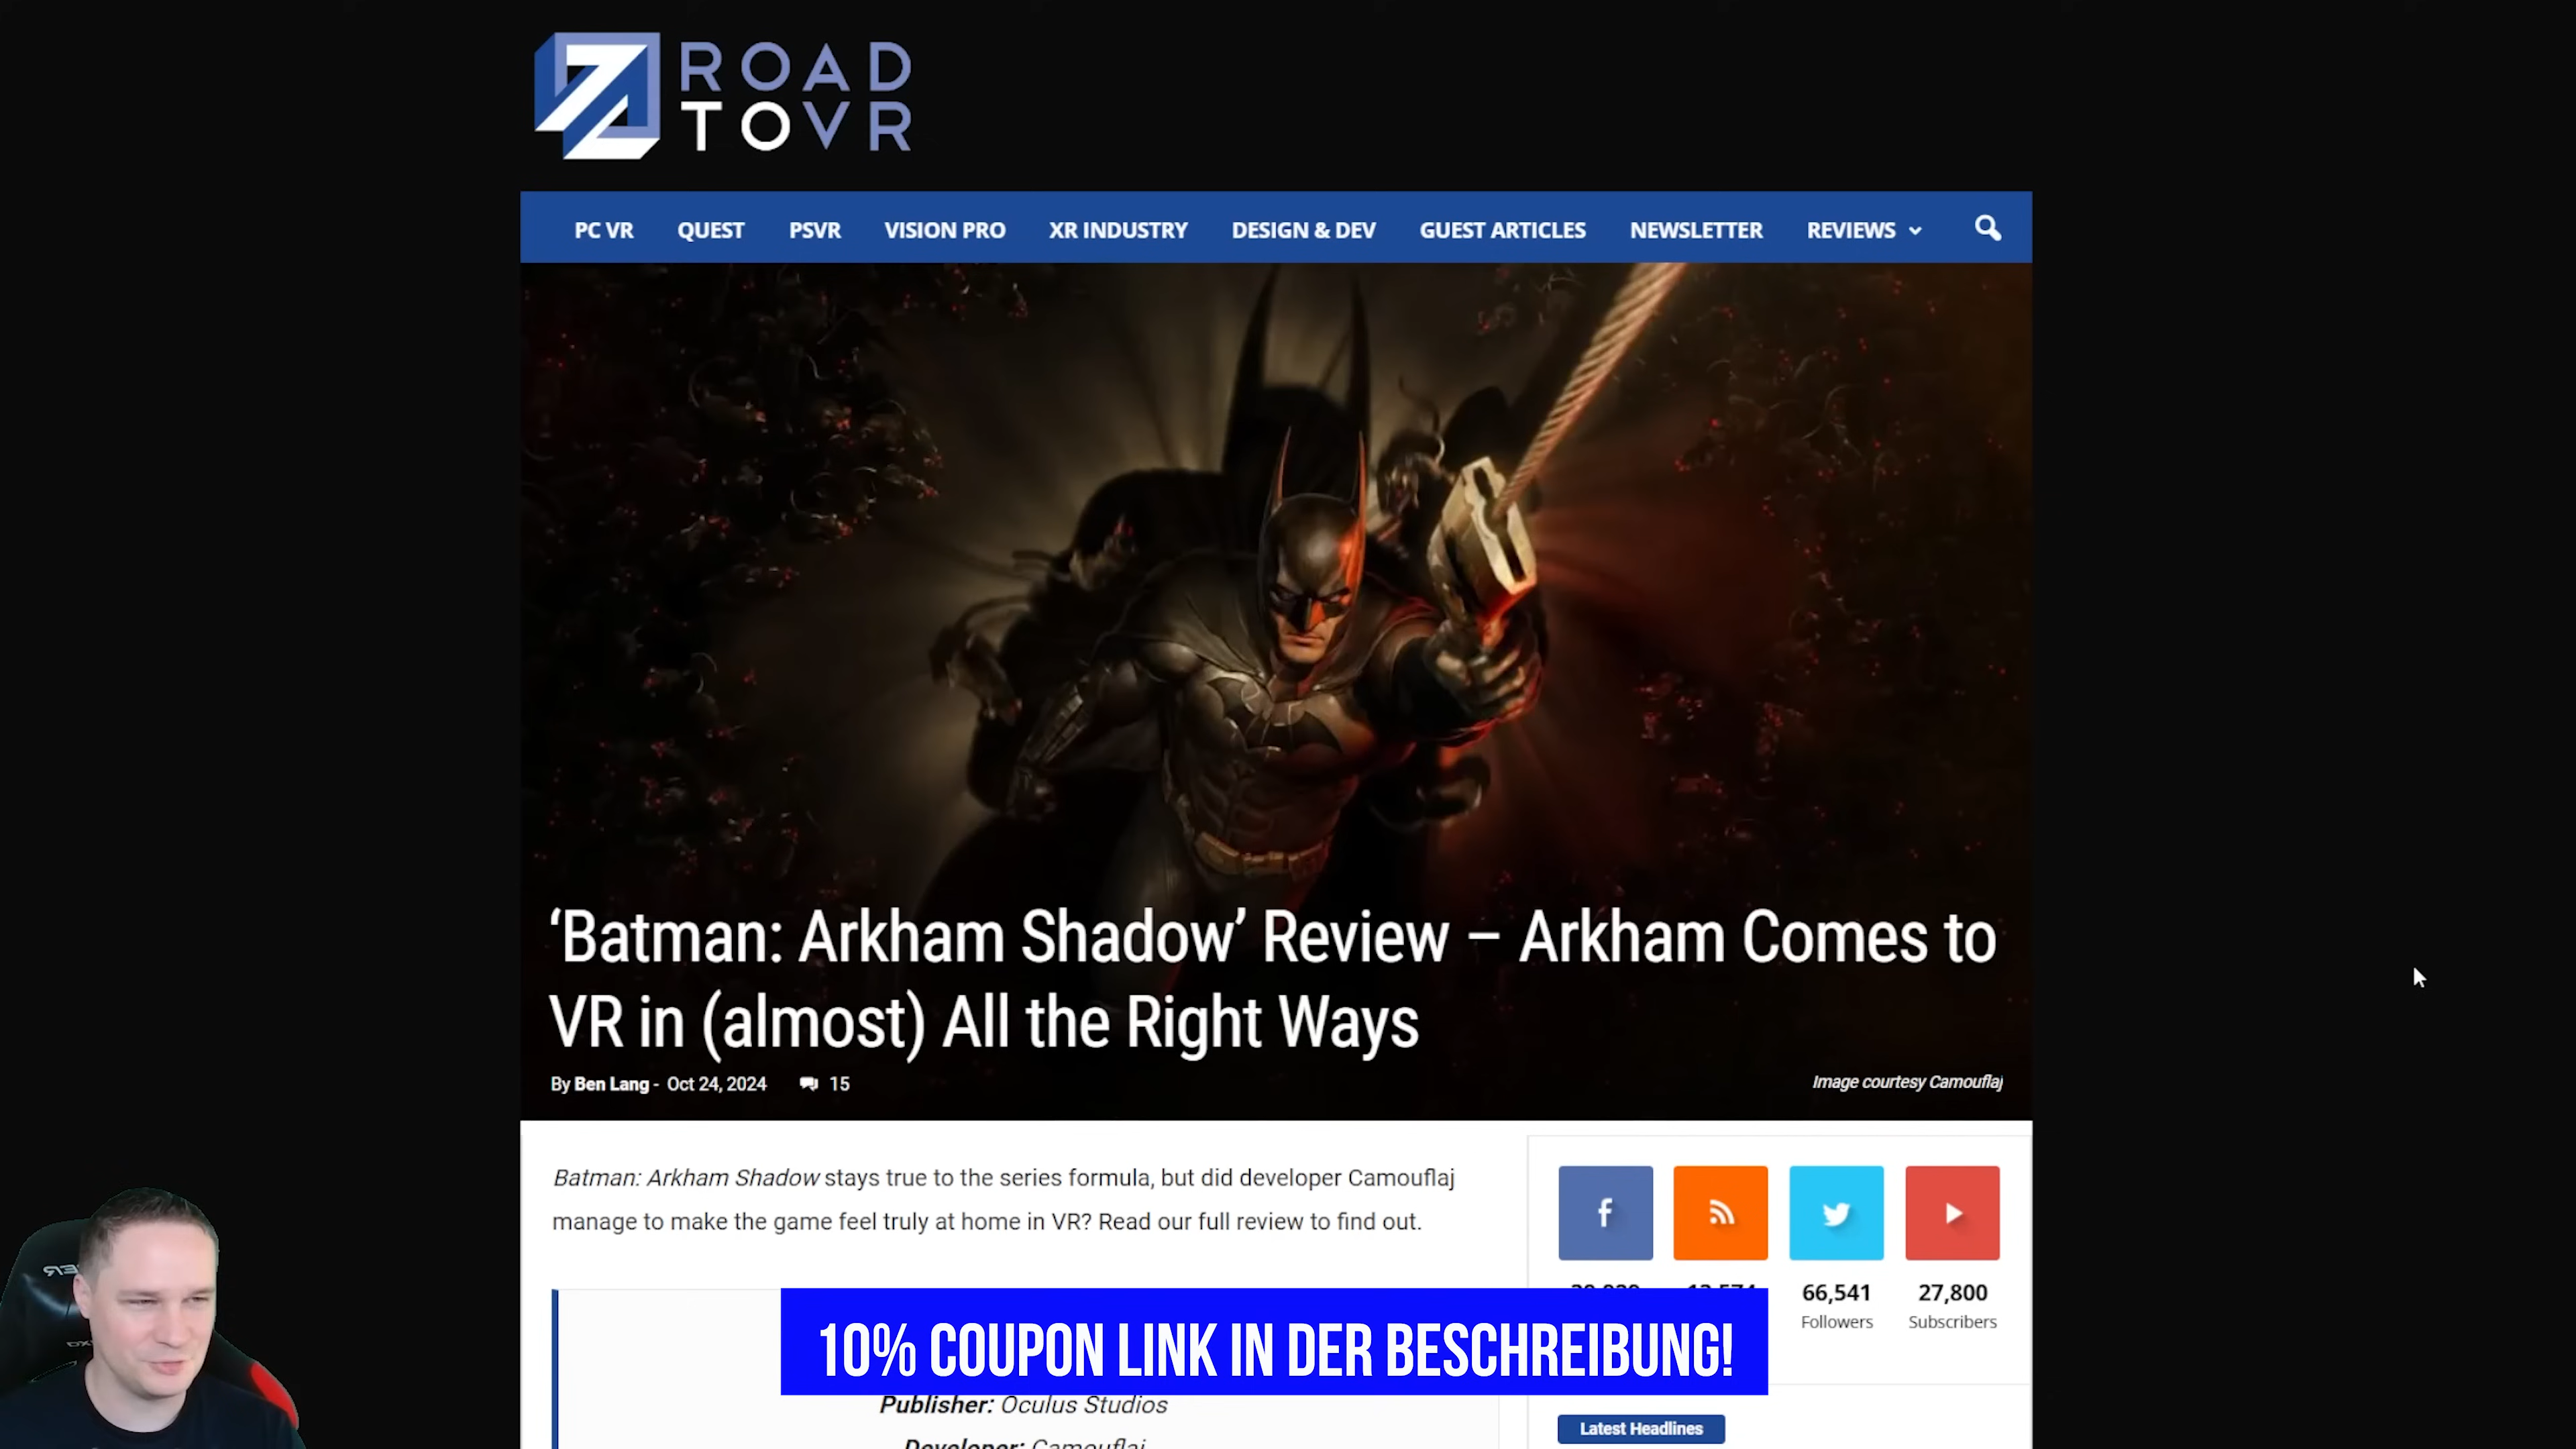 ROAD
TO VR
PC VR QUEST PSVR VISION PRO XR INDUSTRY DESIGN & DEV GUEST ARTICLES NEWSLETTER REVIEWS
‘Batman: Arkham Shadow’ Review – Arkham Comes to
VR in (almost) All the Right Ways
By Ben Lang - Oct 24, 2024 15
Image courtesy Camouflaj
Batman: Arkham Shadow stays true to the series formula, but did developer Camouflaj
manage to make the game feel truly at home in VR? Read our full review to find out.
66,541 27,800
Followers Subscribers
10% COUPON LINK IN DER BESCHREIBUNG!
Publisher: Oculus Studios
Developer: Camouflaj
Latest Headlines